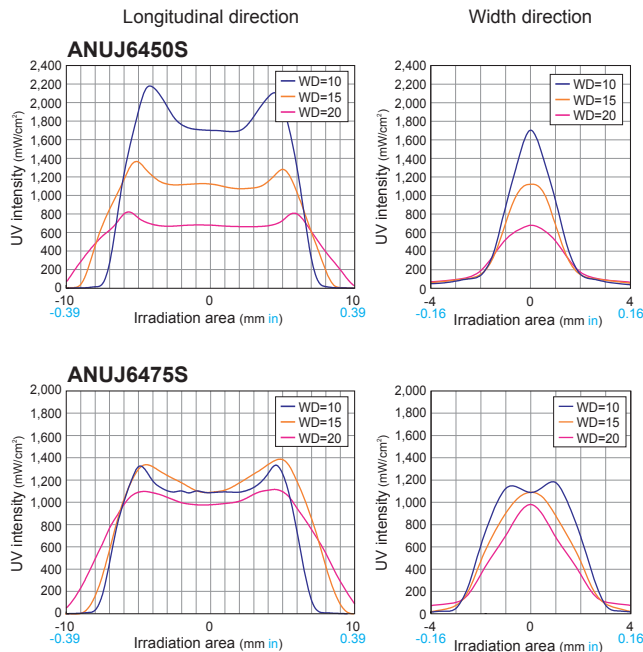 Longitudinal direction
Width direction
ANUJ6450S
UV intensity (mW/cm²)
2,400
2,200
2,000
1,800
1,600
1,400
1,200
1,000
800
600
400
200
0
WD=10
WD=15
WD=20
-10 0 10
-0.39 Irradiation area (mm in) 0.39
UV intensity (mW/cm²)
2,400
2,200
2,000
1,800
1,600
1,400
1,200
1,000
800
600
400
200
0
WD=10
WD=15
WD=20
-4 0 4
-0.16 Irradiation area (mm in) 0.16
ANUJ6475S
UV intensity (mW/cm²)
2,000
1,800
1,600
1,400
1,200
1,000
800
600
400
200
0
WD=10
WD=15
WD=20
-10 0 10
-0.39 Irradiation area (mm in) 0.39
UV intensity (mW/cm²)
2,000
1,800
1,600
1,400
1,200
1,000
800
600
400
200
0
WD=10
WD=15
WD=20
-4 0 4
-0.16 Irradiation area (mm in) 0.16